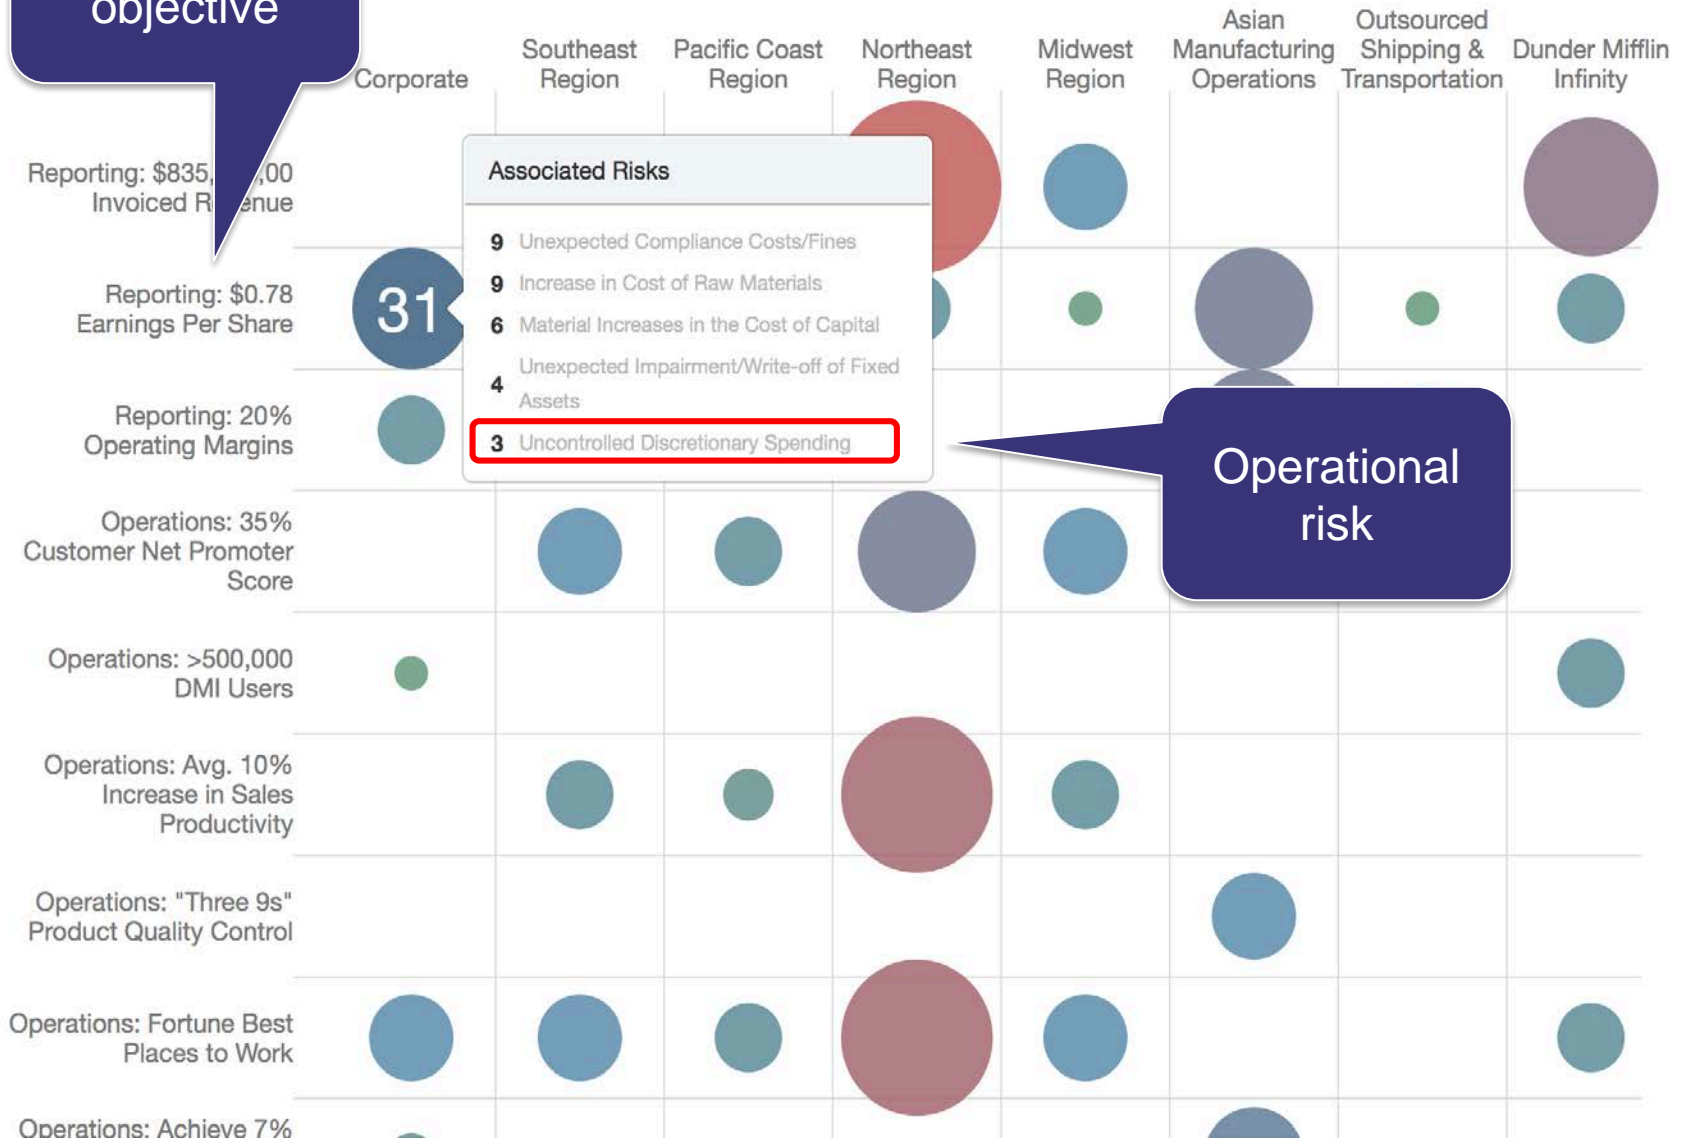 objective
Corporate
Southeast
Region
Pacific Coast
Region
Northeast
Region
Midwest
Region
Asian
Manufacturing
Operations
Outsourced
Shipping &
Transportation
Dunder Mifflin
Infinity
Reporting: $835, ,00
Invoiced Revenue
Associated Risks
9 Unexpected Compliance Costs/Fines
9 Increase in Cost of Raw Materials
6 Material Increases in the Cost of Capital
4 Unexpected Impairment/Write-off of Fixed
Assets
3 Uncontrolled Discretionary Spending
Reporting: $0.78
Earnings Per Share
31
Reporting: 20%
Operating Margins
Operational
risk
Operations: 35%
Customer Net Promoter
Score
Operations: >500,000
DMI Users
Operations: Avg. 10%
Increase in Sales
Productivity
Operations: "Three 9s"
Product Quality Control
Operations: Fortune Best
Places to Work
Operations: Achieve 7%